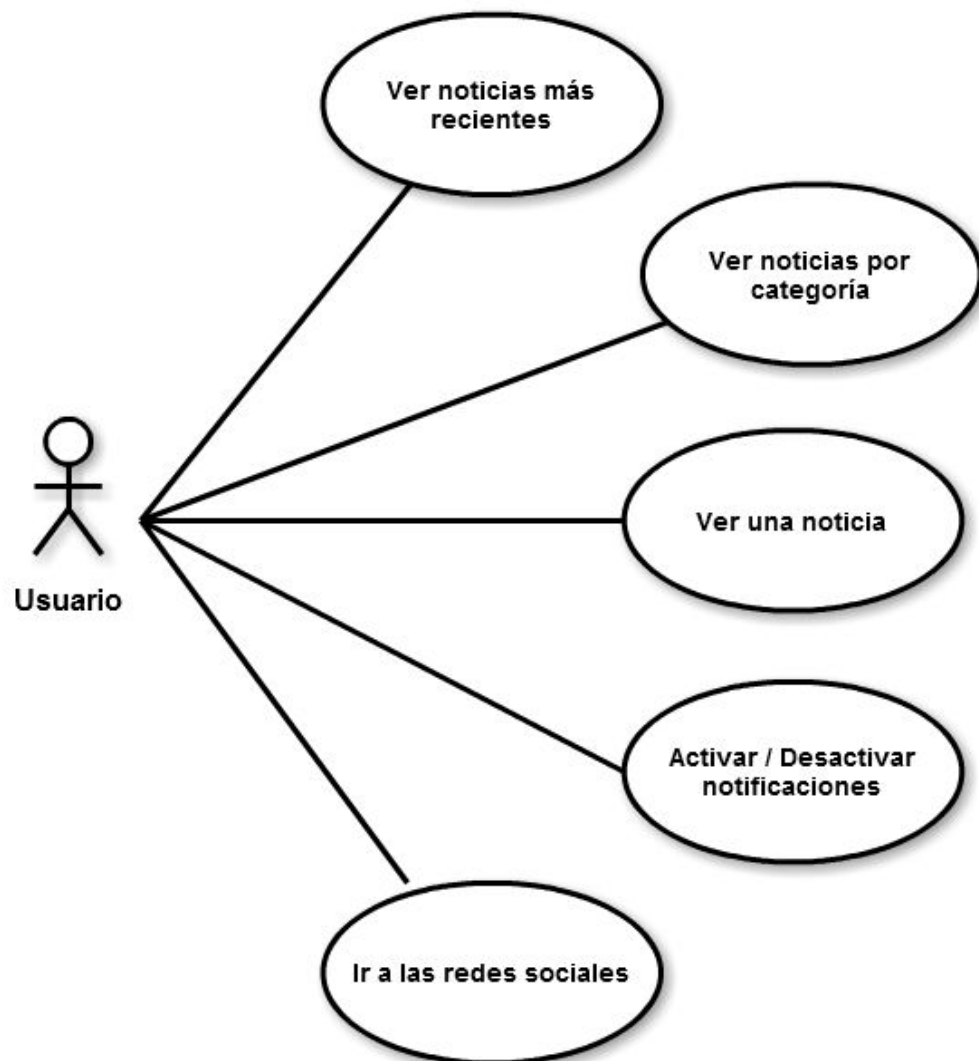 Ver noticias más
recientes
Ver noticias por
categoría
Ver una noticia
Usuario
Activar / Desactivar
notificaciones
Ir a las redes sociales